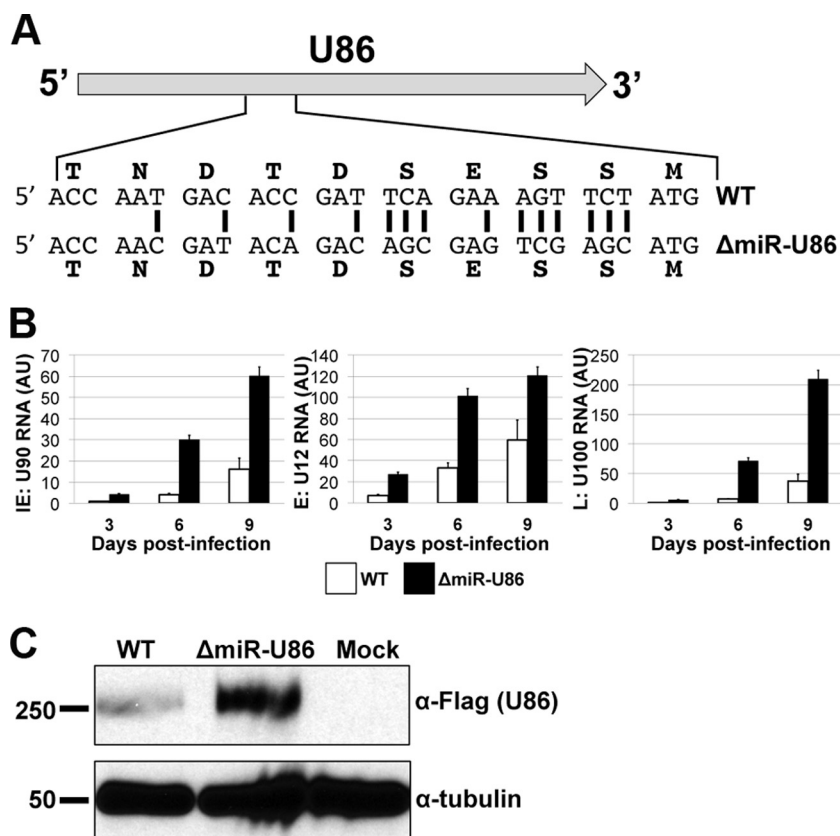 A
U86
5’ 3’
T N D T D S E S S M
5’ ACC AAT GAC ACC GAT TCA GAA AGT TCT ATG WT
5’ ACC AAC GAT ACA GAC AGC GAG TCG AGC ATG ΔmiR-U86
T N D T D S E S S M
B
IE: U90 RNA (AU)
70
60
50
40
30
20
10
0
3 6 9
Days post-infection
E: U12 RNA (AU)
140
120
100
80
60
40
20
0
3 6 9
Days post-infection
L: U100 RNA (AU)
250
200
150
100
50
0
3 6 9
Days post-infection
WT ΔmiR-U86
C
WT ΔmiR-U86 Mock
250 α-Flag (U86)
50 α-tubulin